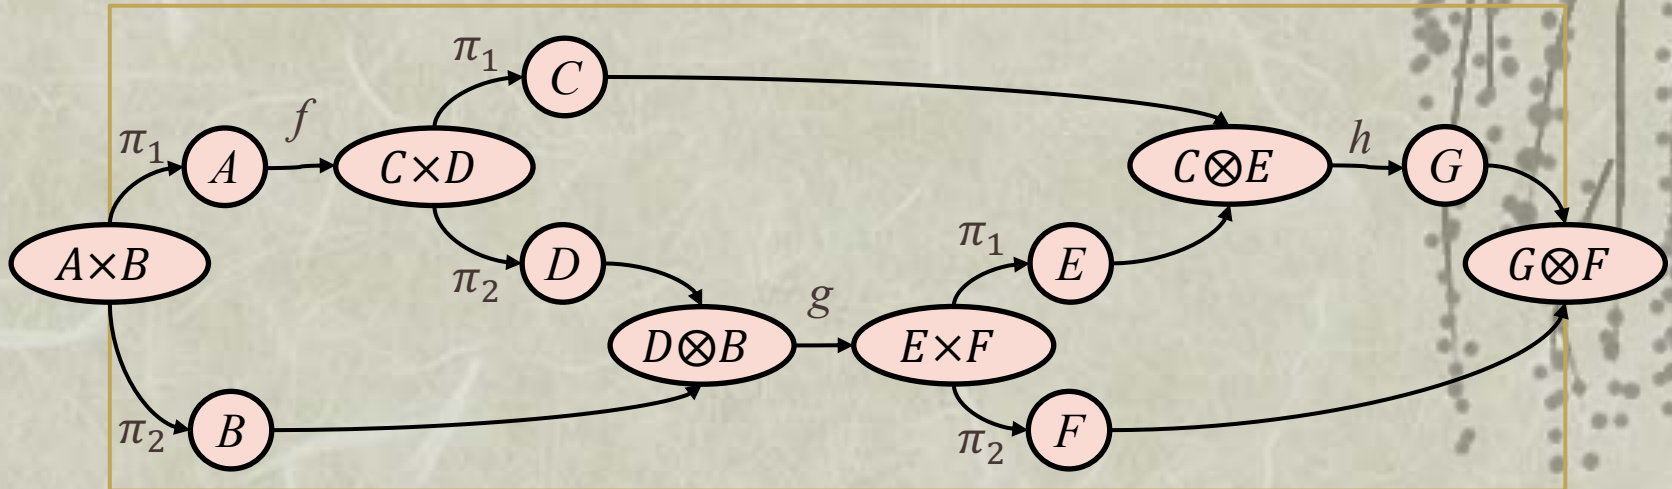 π₁ C
π₁ A f C×D C⊗E h G
A×B π₂ D π₁ E G⊗F
D⊗B g E×F
π₂ B π₂ F